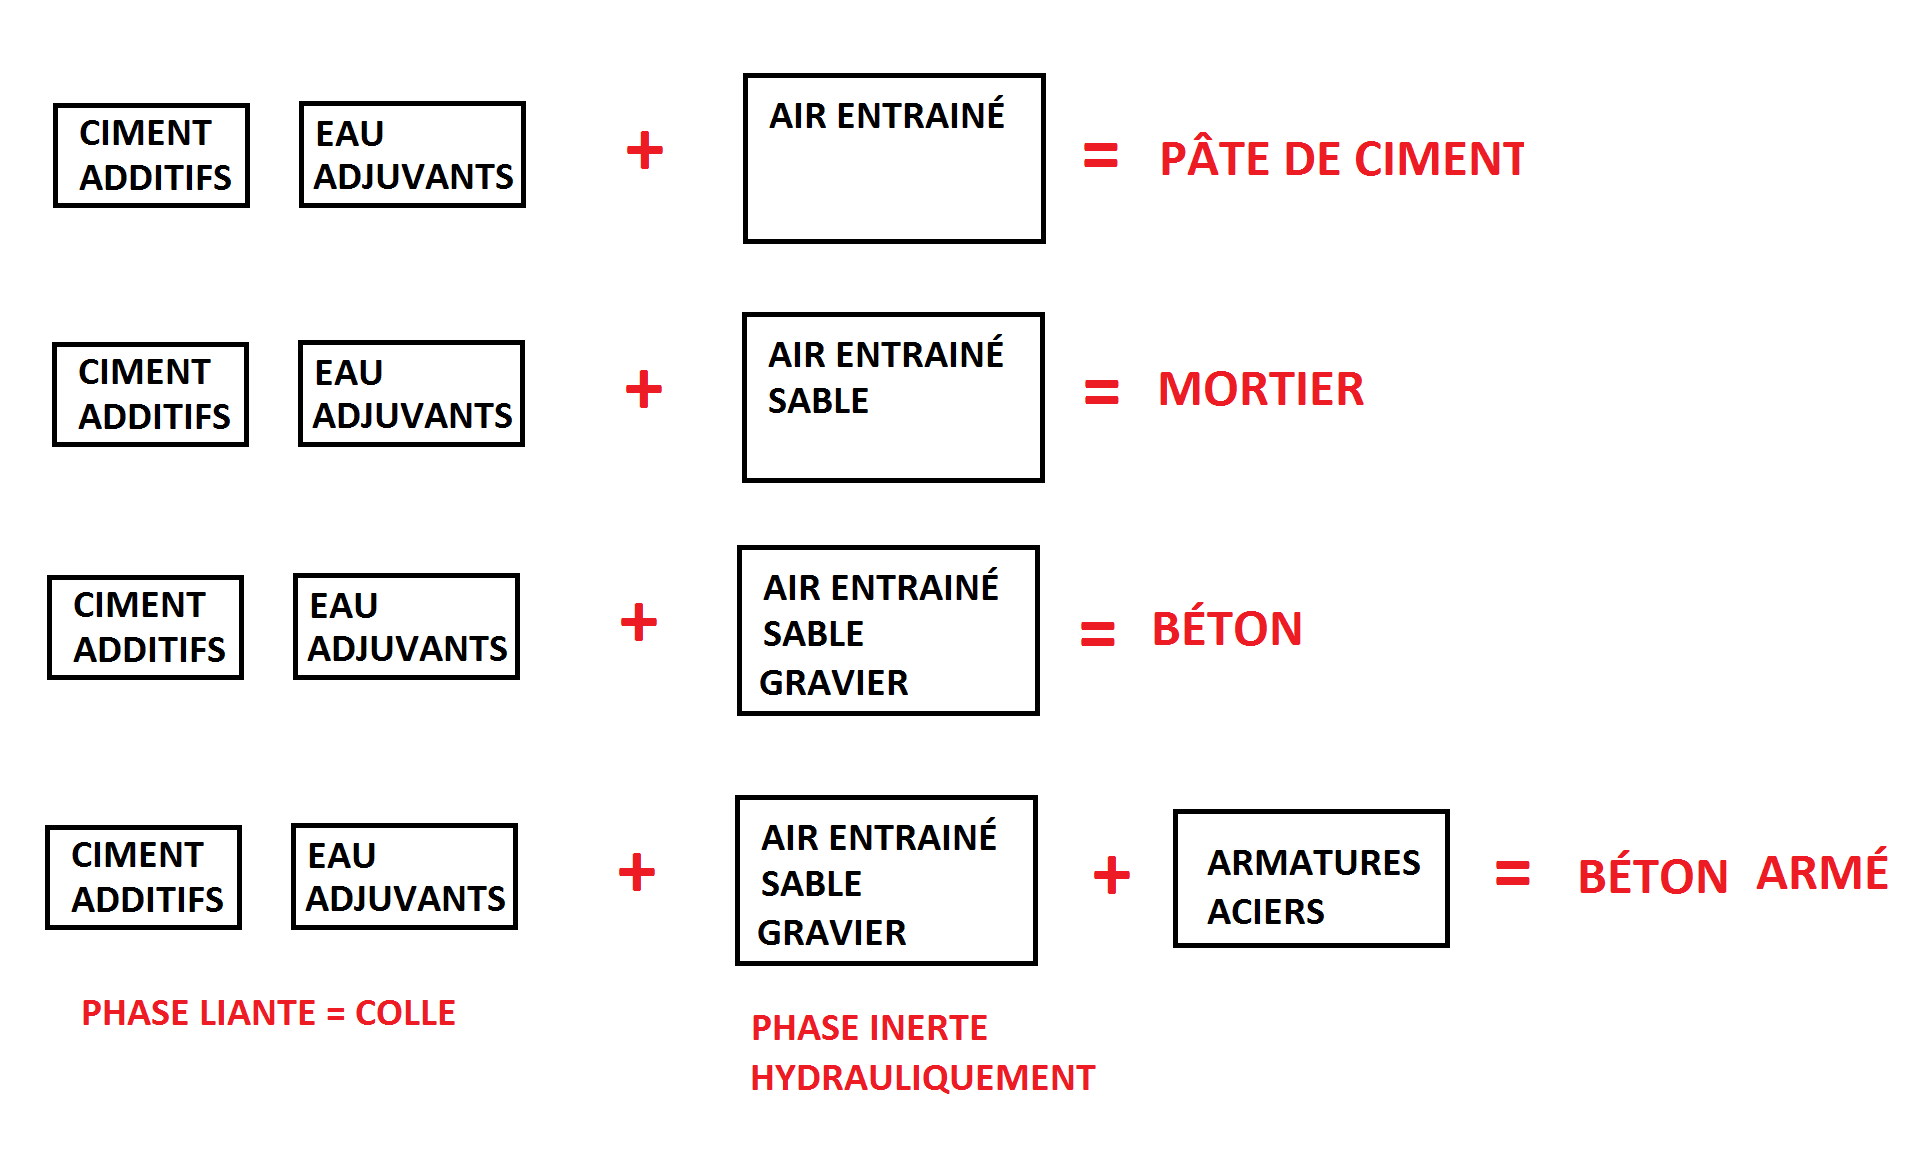 CIMENT
ADDITIFS
EAU
ADJUVANTS
+
AIR ENTRAINÉ
= PÂTE DE CIMENT
CIMENT
ADDITIFS
EAU
ADJUVANTS
+
AIR ENTRAINÉ
SABLE
= MORTIER
CIMENT
ADDITIFS
EAU
ADJUVANTS
+
AIR ENTRAINÉ
SABLE
GRAVIER
= BÉTON
CIMENT
ADDITIFS
EAU
ADJUVANTS
+
AIR ENTRAINÉ
SABLE
GRAVIER
+
ARMATURES
ACIERS
= BÉTON ARMÉ
PHASE LIANTE = COLLE
PHASE INERTE
HYDRAULIQUEMENT